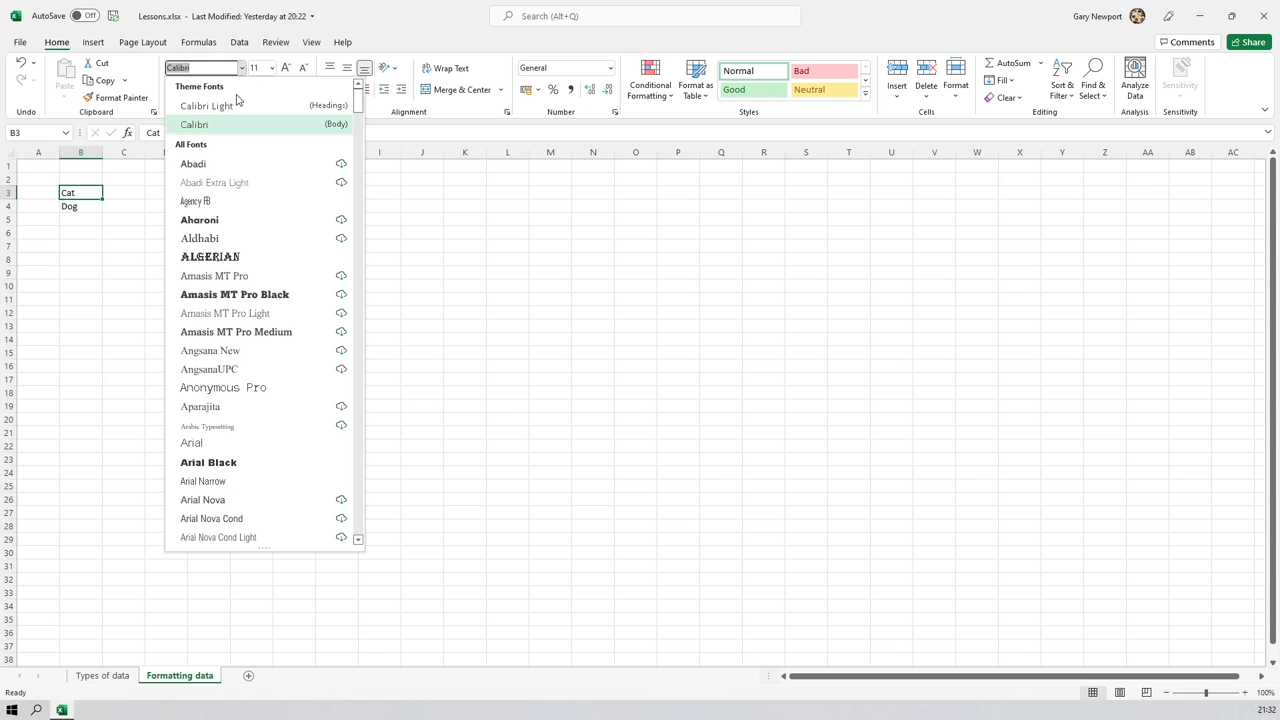 AutoSave Off Lessons.xlsx - Last Modified: Yesterday at 20:22 Search (Alt+Q) Gary Newport
File Home Insert Page Layout Formulas Data Review View Help Comments Share
Calibri 11 Cut Copy Format Painter Paste
Wrap Text Merge & Center General
Conditional Formatting Format as Table Normal Bad Good Neutral
Insert Delete Format AutoSum Fill Clear Sort & Filter Find & Select Analyze Data Sensitivity
Undo Clipboard Alignment Number Styles Cells Editing Analysis Sensitivity
B3 fx Cat
Theme Fonts
Calibri Light (Headings)
Calibri (Body)
All Fonts
Abadi
Abadi Extra Light
Agency FB
Aharoni
Aldhabi
ALGERIAN
Amasis MT Pro
Amasis MT Pro Black
Amasis MT Pro Light
Amasis MT Pro Medium
Angsana New
AngsanaUPC
Anonymous Pro
Aparajita
Arabic Typesetting
Arial
Arial Black
Arial Narrow
Arial Nova
Arial Nova Cond
Arial Nova Cond Light
A B C I J K L M N O P Q R S T U V W X Y Z AA AB AC
1
2
3 Cat
4 Dog
5
6
7
8
9
10
11
12
13
14
15
16
17
18
19
20
21
22
23
24
25
26
27
28
29
30
31
32
33
34
35
36
37
38
Types of data Formatting data
Ready 100%
21:32